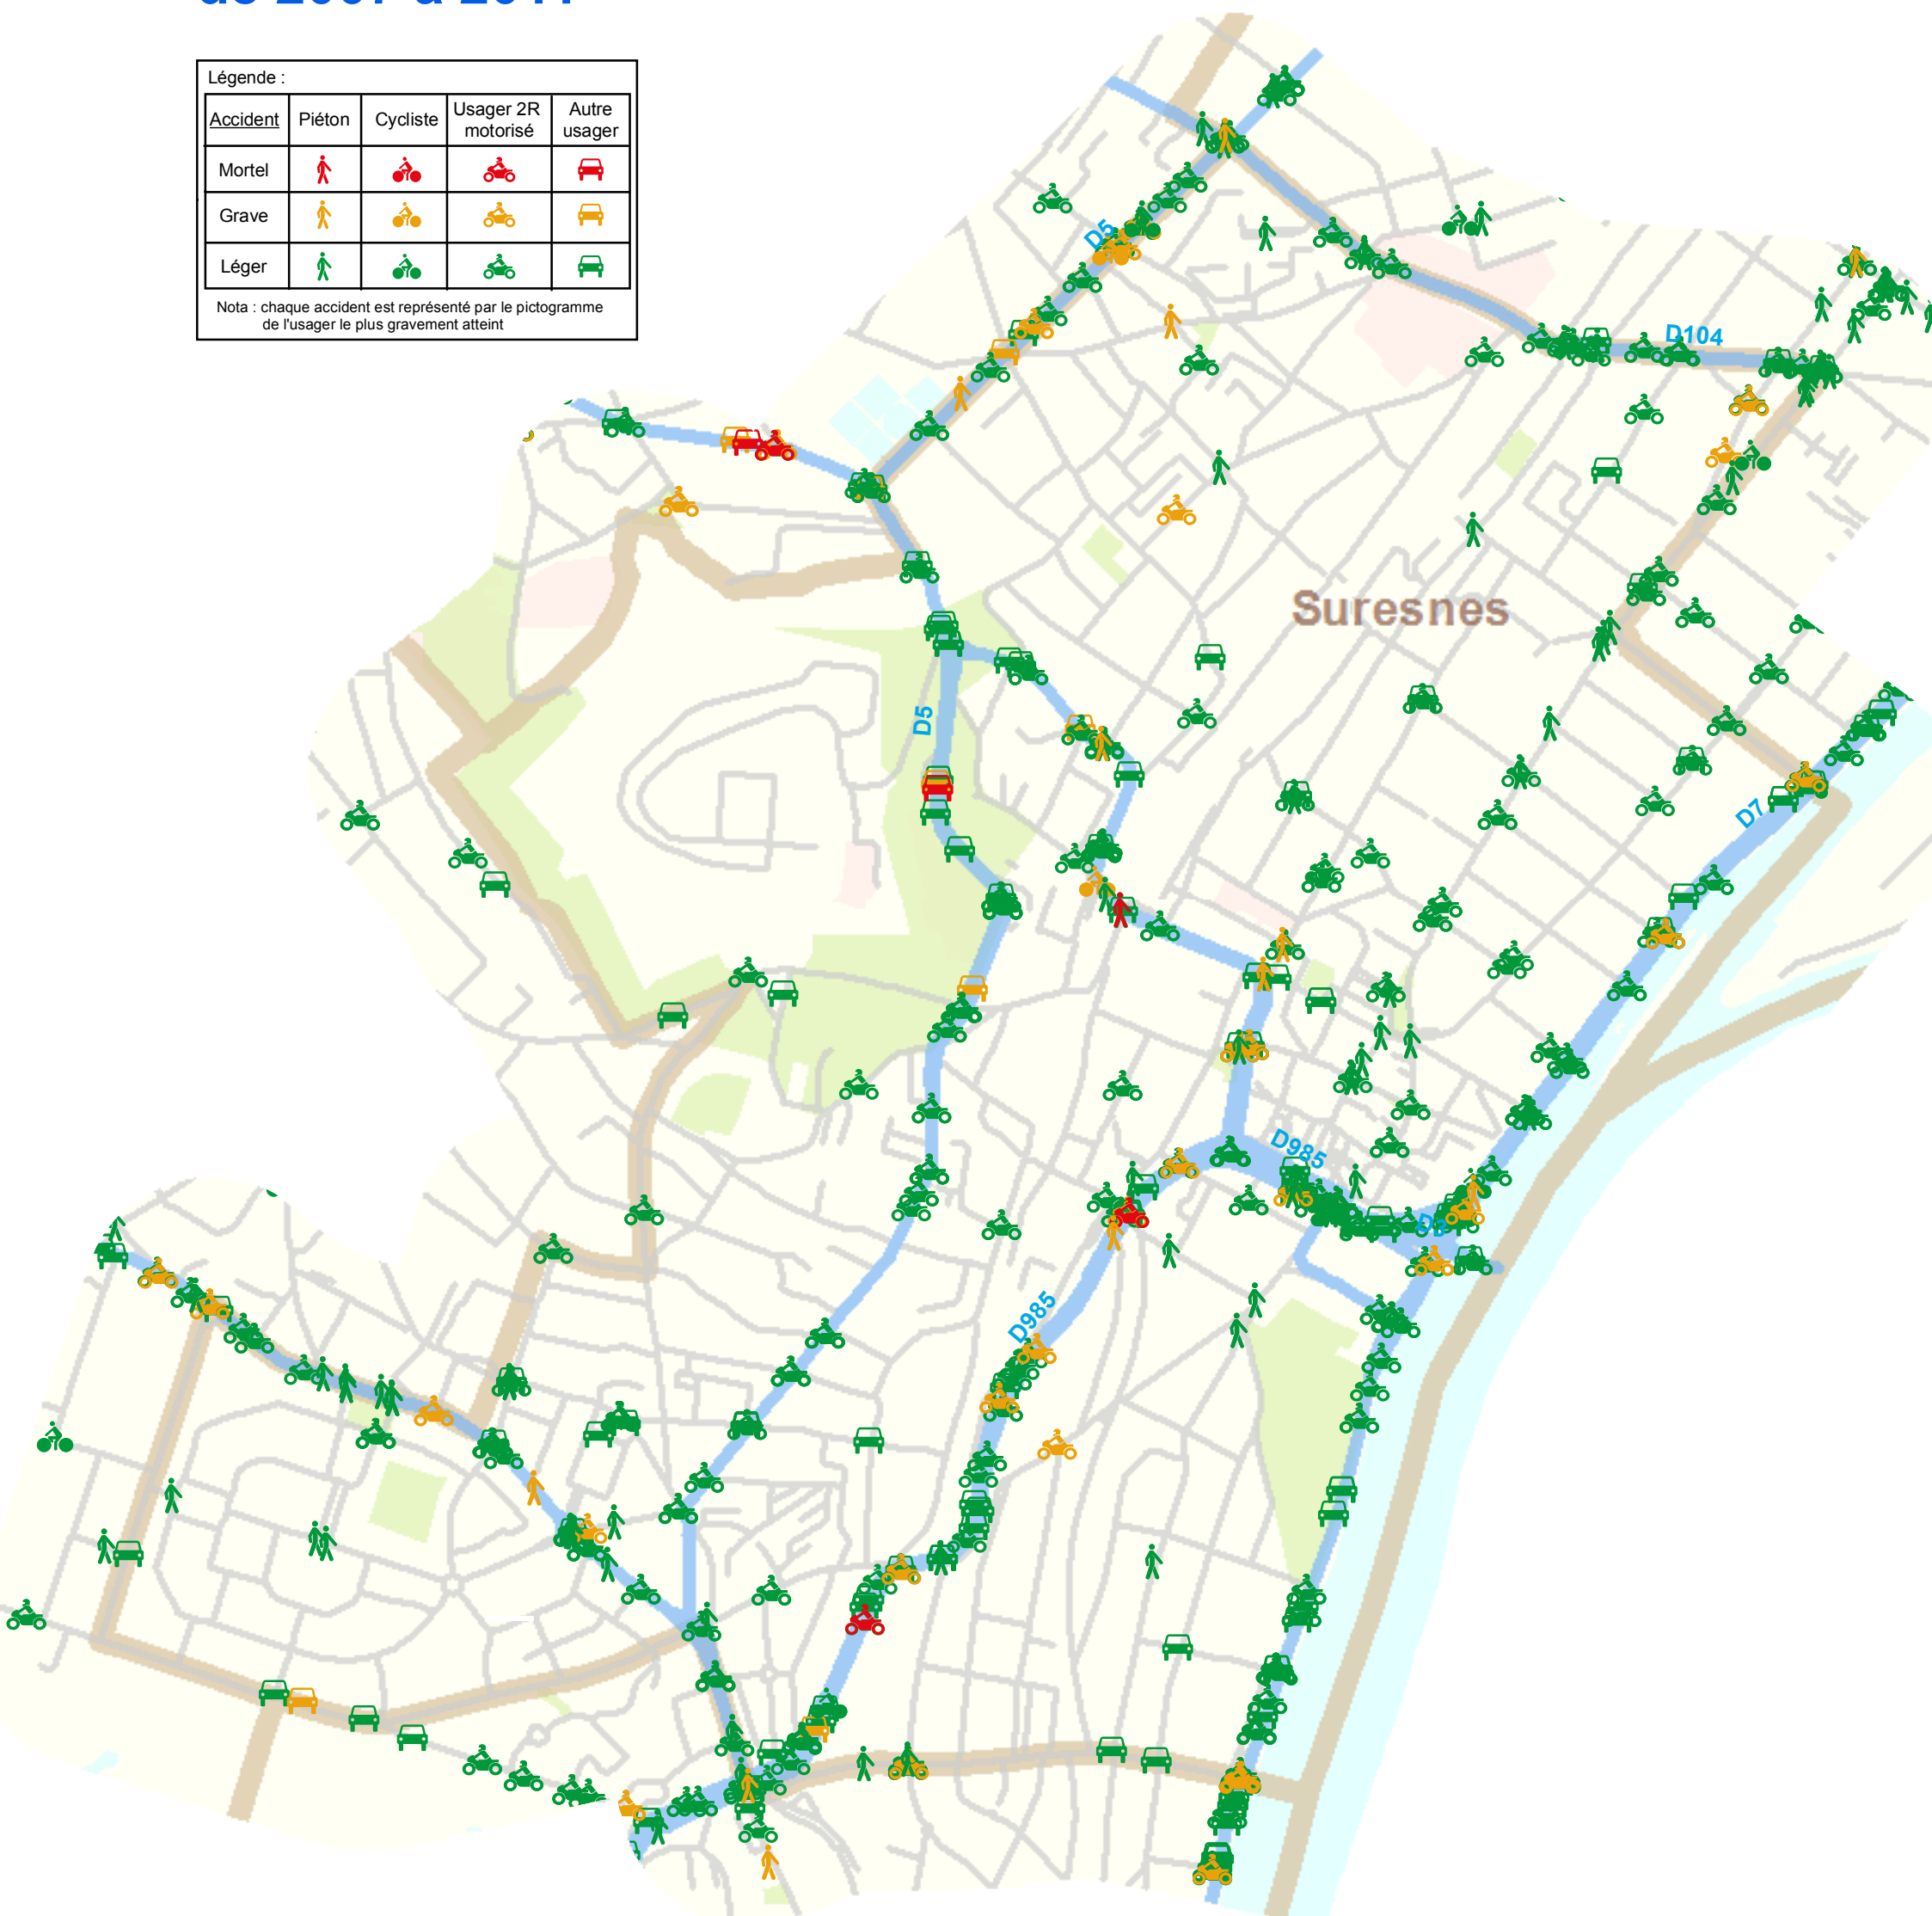 Légende :
Accident Piéton Cycliste Usager 2R motorisé Autre usager
Mortel
Grave
Léger
Nota : chaque accident est représenté par le pictogramme
de l'usager le plus gravement atteint
D5
D104
Suresnes
D5
D7
D985
D985